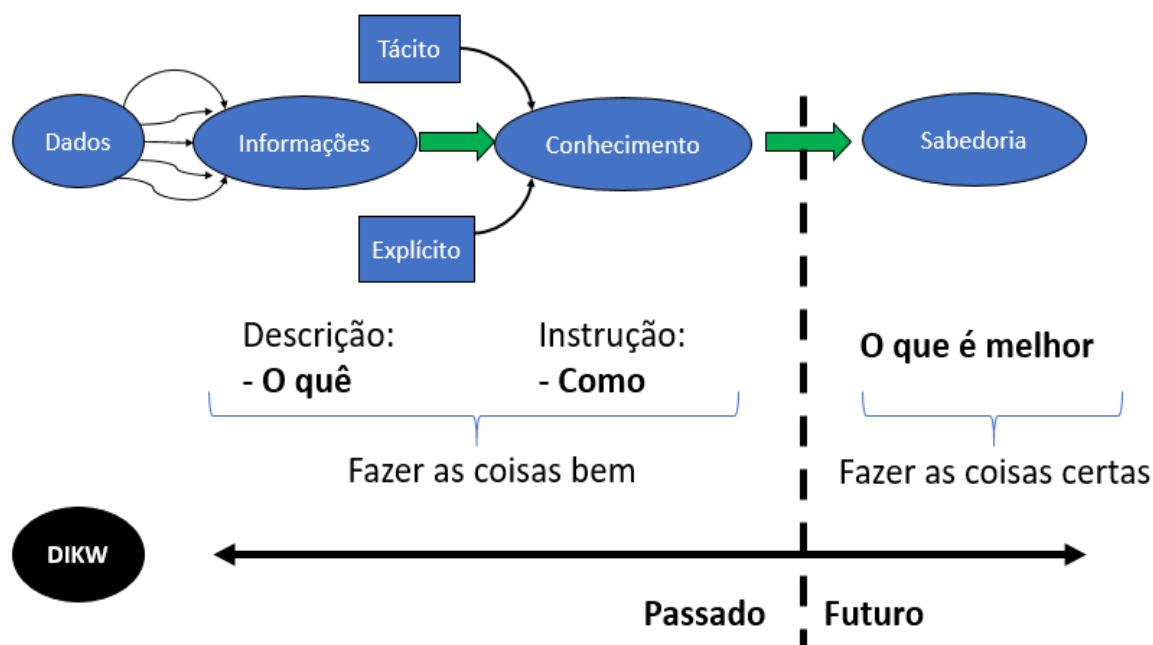 Tácito
Dados
Informações
Conhecimento
Sabedoria
Explícito
Descrição:
- O quê
Instrução:
- Como
O que é melhor
Fazer as coisas bem
Fazer as coisas certas
DIKW
Passado
Futuro